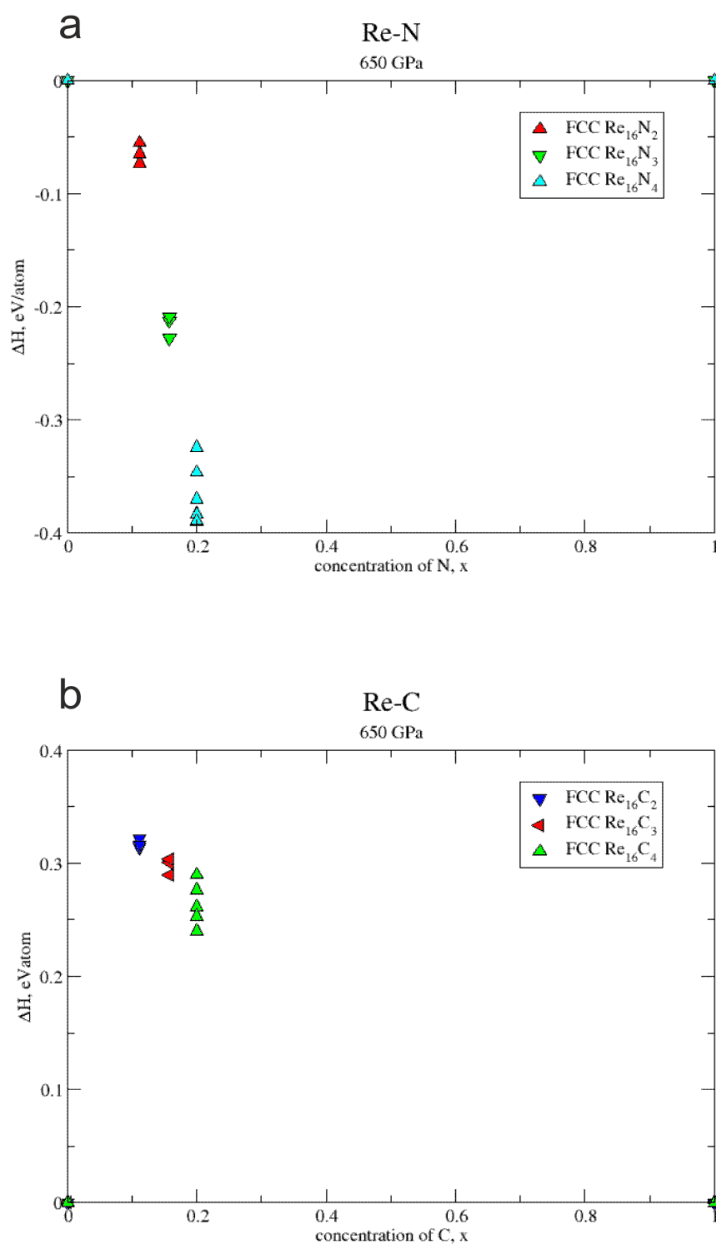 a
Re-N
650 GPa
FCC Re₁₆N₂
FCC Re₁₆N₃
FCC Re₁₆N₄
0
-0.1
-0.2
-0.3
-0.4
ΔH, eV/atom
0 0.2 0.4 0.6 0.8 1
concentration of N, x
b
Re-C
650 GPa
FCC Re₁₆C₂
FCC Re₁₆C₃
FCC Re₁₆C₄
0.4
0.3
0.2
0.1
0
ΔH, eVatom
0 0.2 0.4 0.6 0.8 1
concentration of C, x